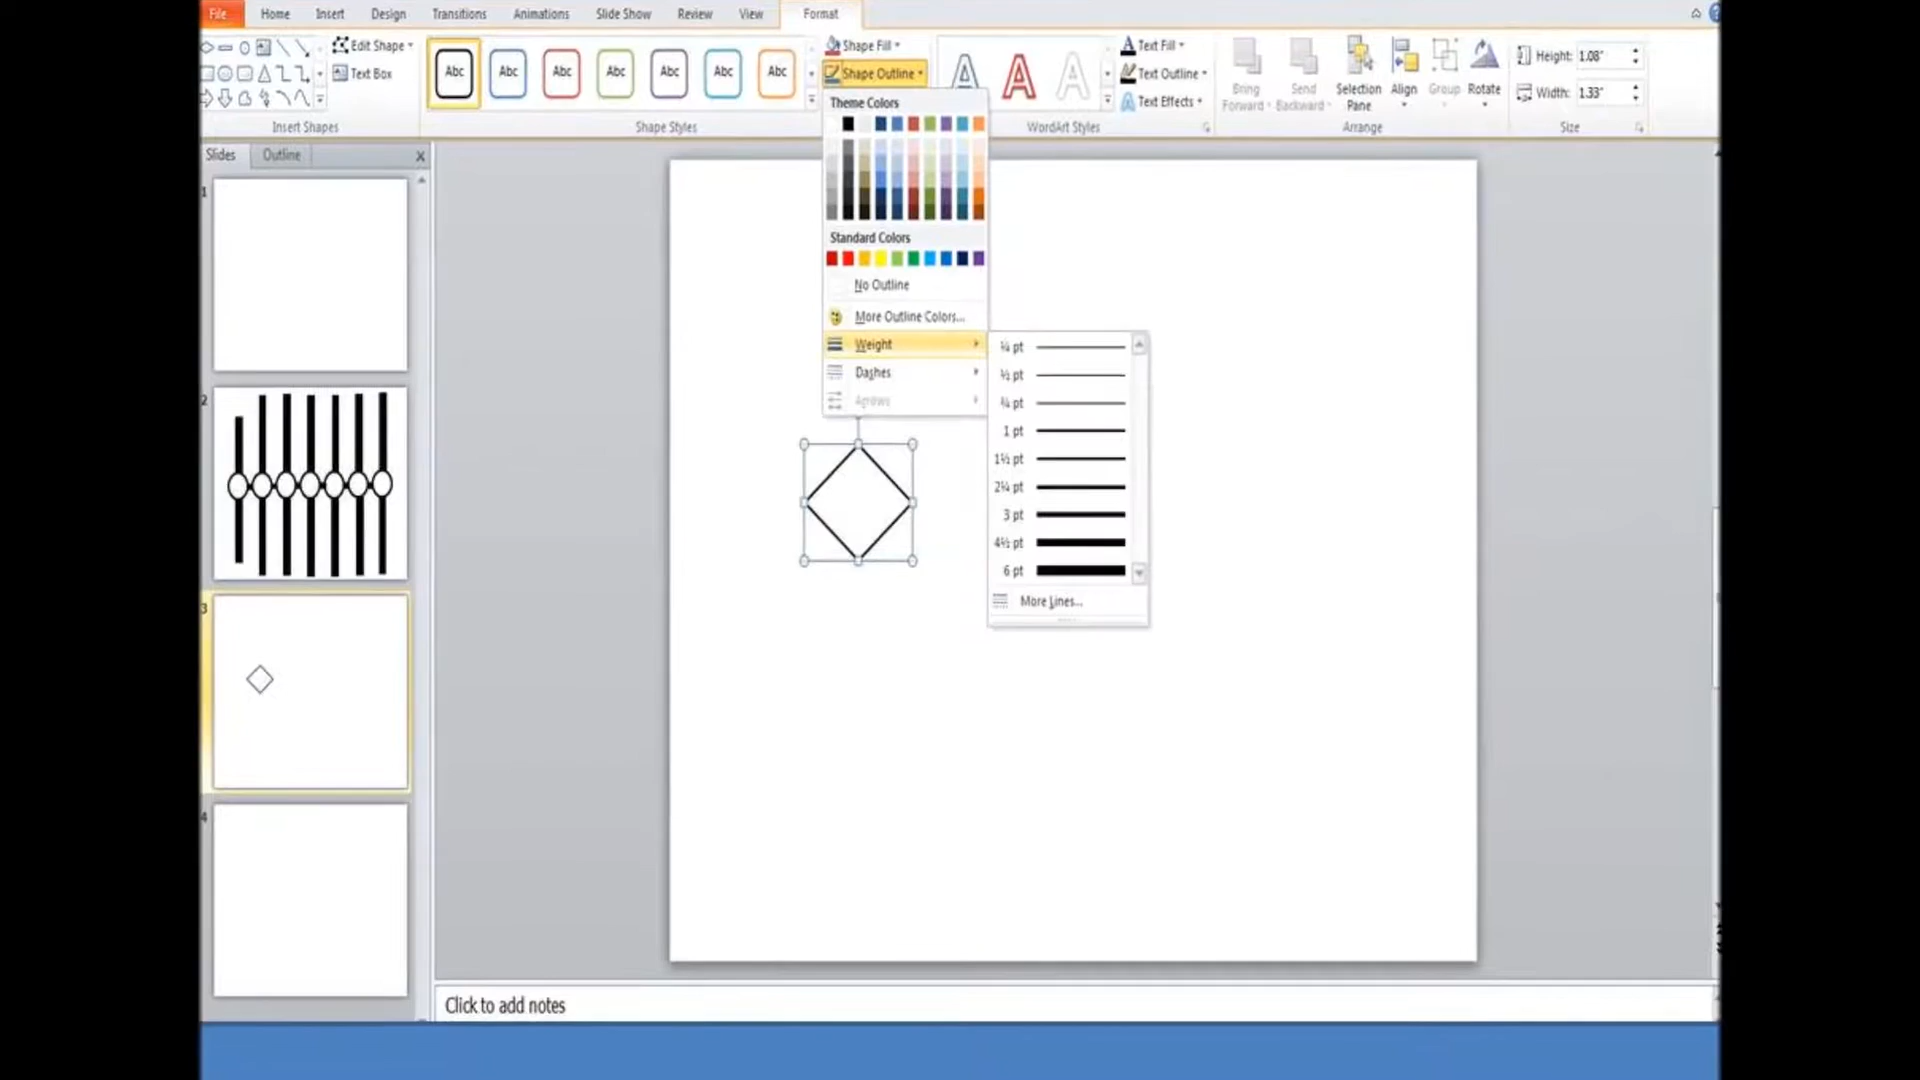 File Home Insert Design Transitions Animations Slide Show Review View Format
Edit Shape
Text Box
Insert Shapes
Abc Abc Abc Abc Abc Abc Abc
Shape Styles
Shape Fill
Shape Outline
A A A
WordArt Styles
Text Fill
Text Outline
Text Effects
Bring Forward
Send Backward
Selection Pane
Align
Group
Rotate
Arrange
Height: 1.08"
Width: 1.33"
Size
Theme Colors
Standard Colors
No Outline
More Outline Colors...
Weight
Dashes
Arrows
¼ pt
½ pt
¾ pt
1 pt
1½ pt
2¼ pt
3 pt
4½ pt
6 pt
More Lines...
Slides Outline
1
2
3
4
Click to add notes